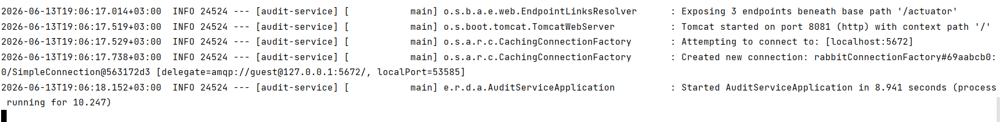 2026-06-13T19:06:17.014+03:00  INFO 24524 --- [audit-service] [           main] o.s.b.a.e.web.EndpointLinksResolver      : Exposing 3 endpoints beneath base path '/actuator'
2026-06-13T19:06:17.519+03:00  INFO 24524 --- [audit-service] [           main] o.s.boot.tomcat.TomcatWebServer          : Tomcat started on port 8081 (http) with context path '/'
2026-06-13T19:06:17.529+03:00  INFO 24524 --- [audit-service] [           main] o.s.a.r.c.CachingConnectionFactory       : Attempting to connect to: [localhost:5672]
2026-06-13T19:06:17.738+03:00  INFO 24524 --- [audit-service] [           main] o.s.a.r.c.CachingConnectionFactory       : Created new connection: rabbitConnectionFactory#69aabcb0:
0/SimpleConnection@563172d3 [delegate=amqp://guest@127.0.0.1:5672/, localPort=53585]
2026-06-13T19:06:18.152+03:00  INFO 24524 --- [audit-service] [           main] e.r.d.a.AuditServiceApplication          : Started AuditServiceApplication in 8.941 seconds (process
 running for 10.247)